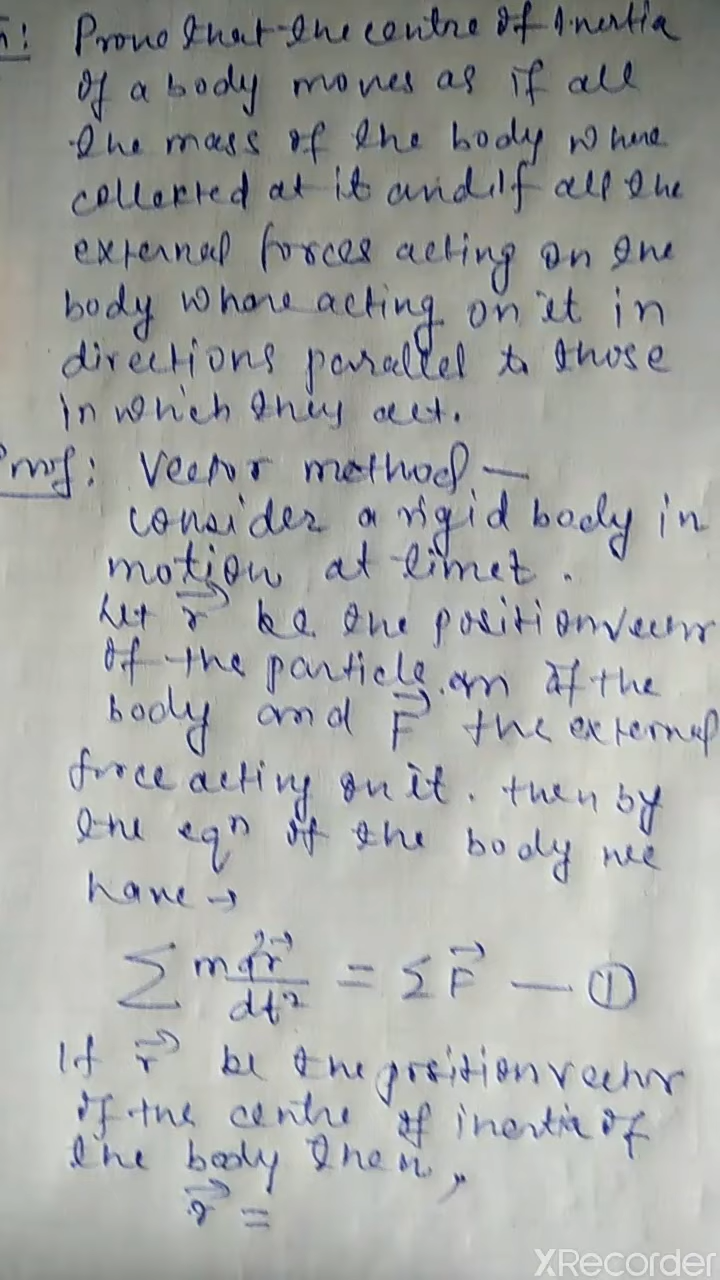 n: Prove that the centre of Inertia
of a body moves as if all
the mass of the body where
collected at it and if all the
external forces acting on the
body where acting on it in
directions parallel to those
in which they act.
Proof: Vector method —
consider a rigid body in
motion at time t.
Let r⃗ be the position vector
of the particle m of the
body and F⃗ the external
force acting on it. then by
the eqⁿ of the body we
have →
∑ m d²r⃗/dt² = ∑ F⃗ — ①
If r⃗ be the position vector
of the centre of inertia of
the body then,
r⃗ =
XRecorder